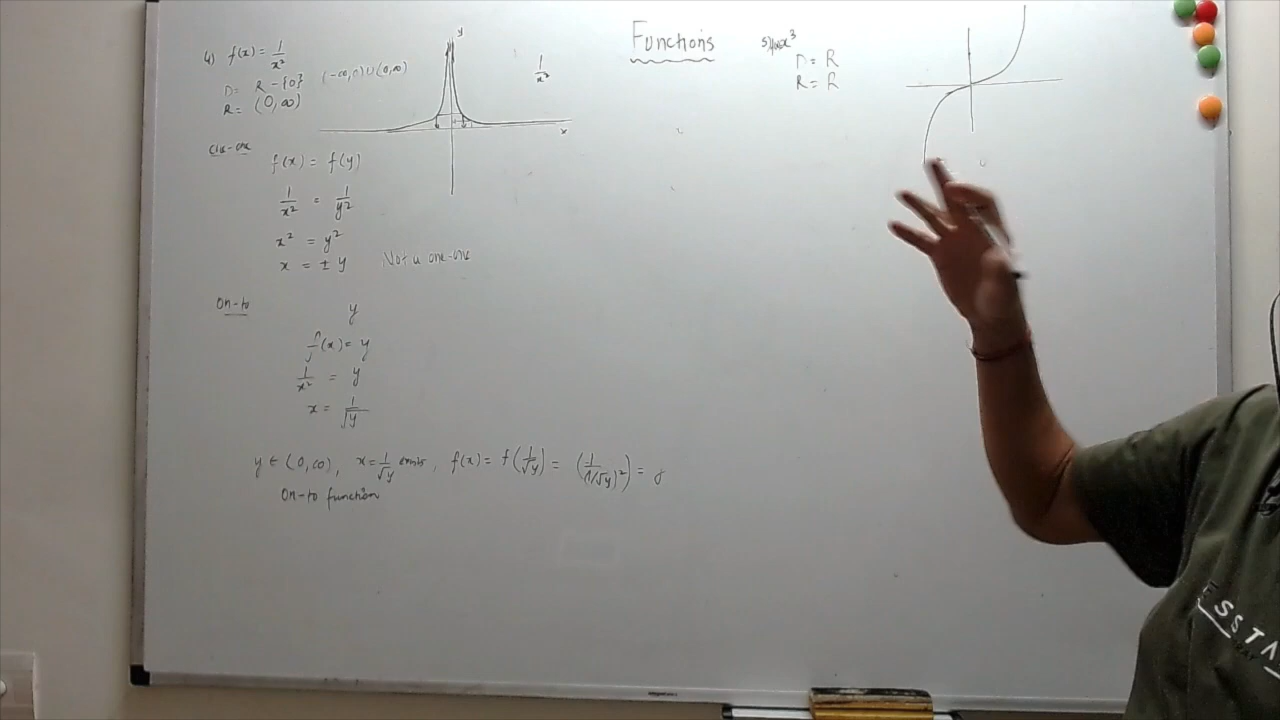 Functions
4) f(x) = 1/x²
D = R - {0} (-∞, 0) ∪ (0, ∞)
R = (0, ∞)
y
x
1/x²
One-one
f(x) = f(y)
1/x² = 1/y²
x² = y²
x = ± y Not a one-one
On-to
y
f(x) = y
1/x² = y
x = 1/√y
y ∈ (0, ∞), x = 1/√y exists, f(x) = f(1/√y) = (1/(1/√y)²) = y
On-to function
5) x³
D = R
R = R